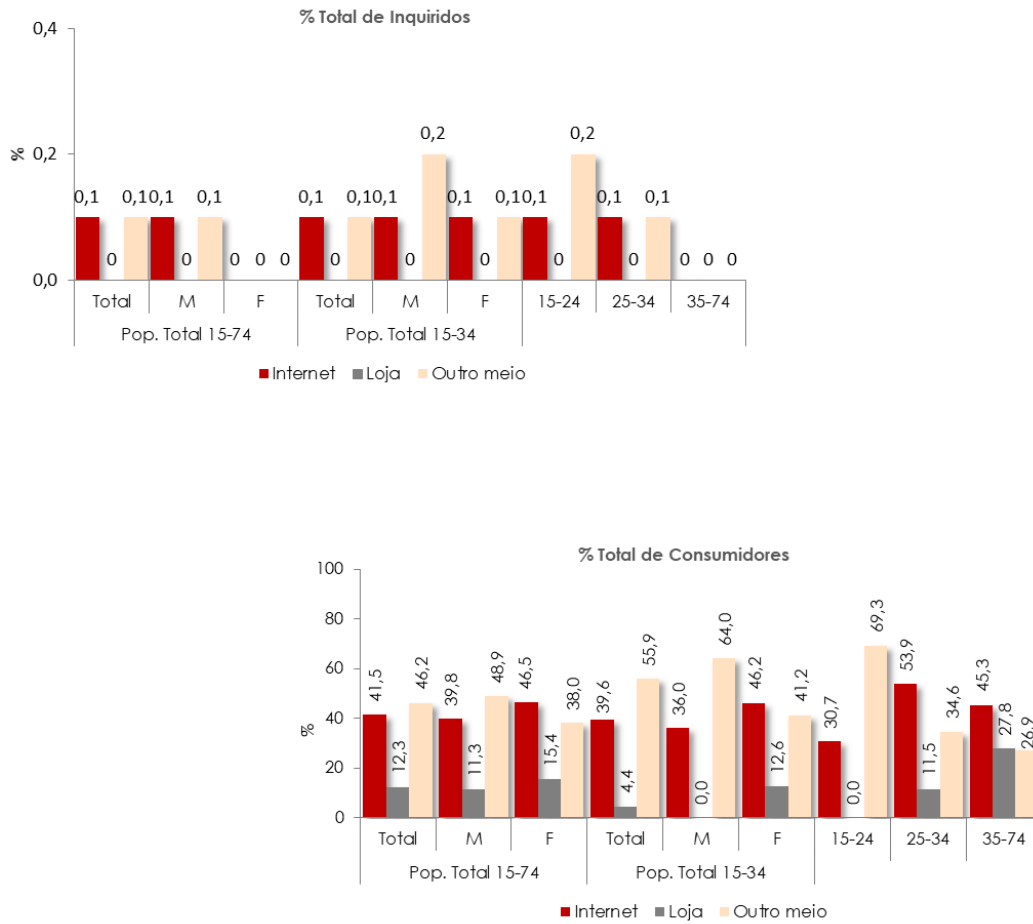 % Total de Inquiridos
0,4
0,2
0,0
%
0,1 0 0,1 0,1 0 0,1 0 0 0 0,1 0 0,1 0,1 0 0,2 0,1 0 0,1 0,1 0 0,2 0,1 0 0,1 0 0 0
Total M F Total M F 15-24 25-34 35-74
Pop. Total 15-74 Pop. Total 15-34
Internet Loja Outro meio
% Total de Consumidores
100
80
60
40
20
0
%
41,5 12,3 46,2 39,8 11,3 48,9 46,5 15,4 38,0 39,6 4,4 55,9 36,0 0,0 64,0 46,2 12,6 41,2 30,7 0,0 69,3 53,9 11,5 34,6 45,3 27,8 26,9
Total M F Total M F 15-24 25-34 35-74
Pop. Total 15-74 Pop. Total 15-34
Internet Loja Outro meio